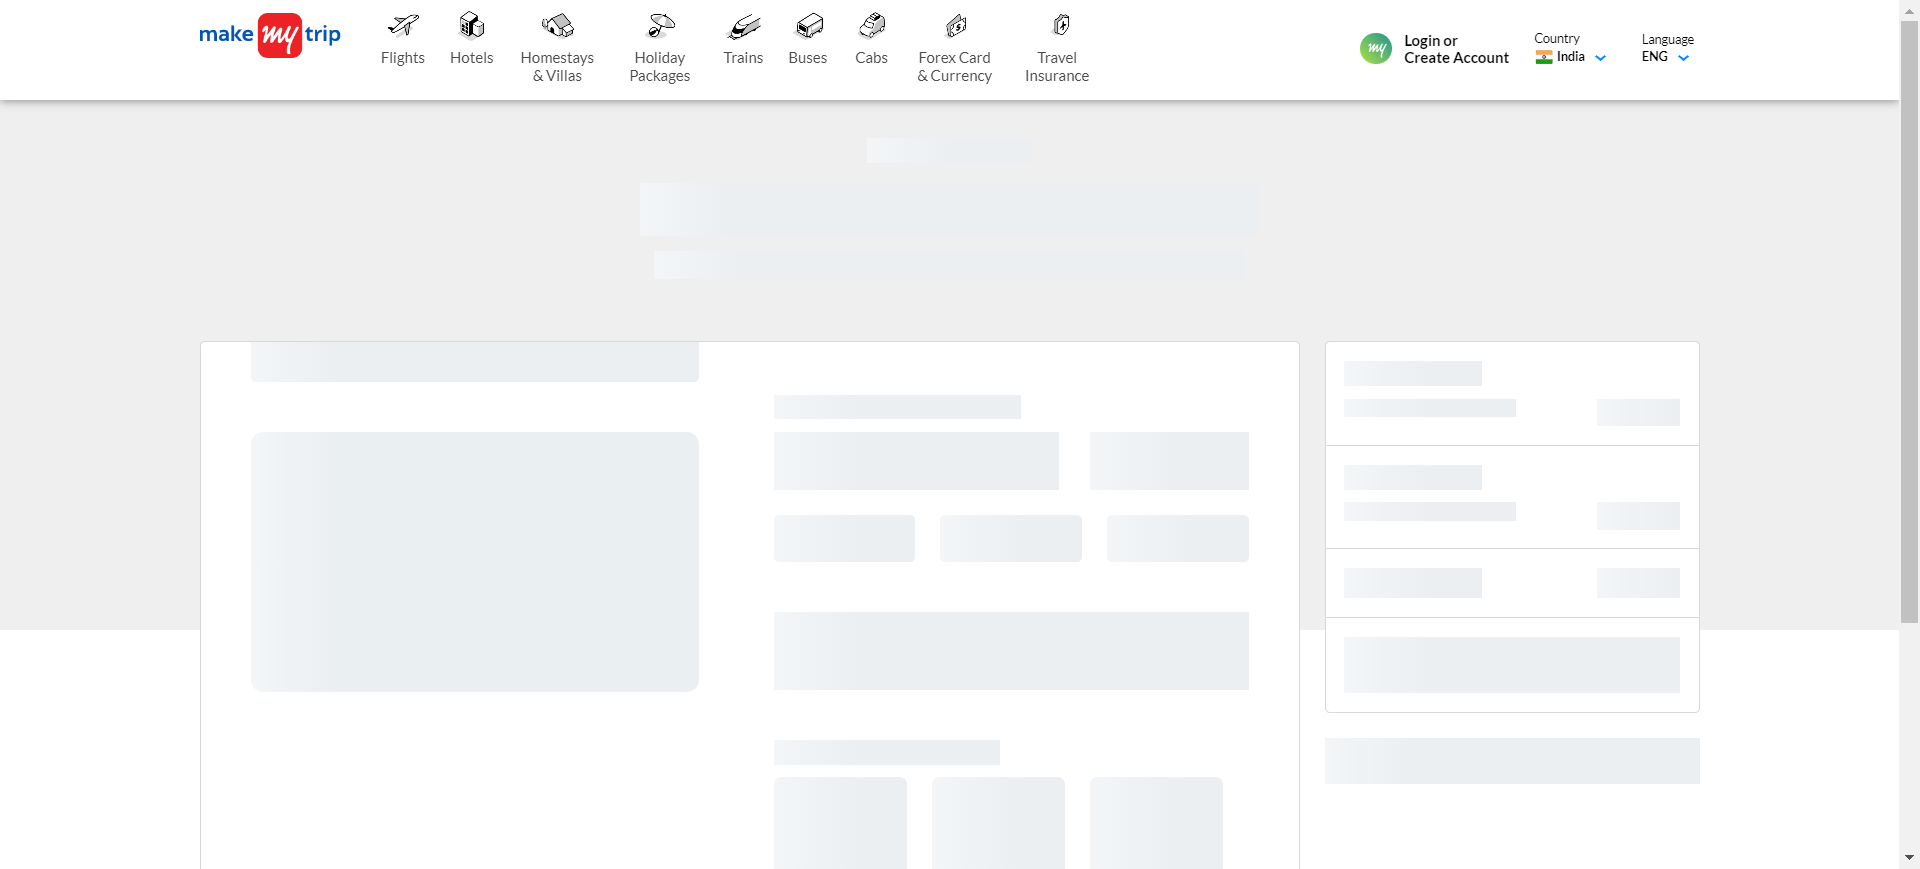 make my trip
Flights
Hotels
Homestays
& Villas
Holiday
Packages
Trains
Buses
Cabs
Forex Card
& Currency
Travel
Insurance
my
Login or
Create Account
Country
India
Language
ENG